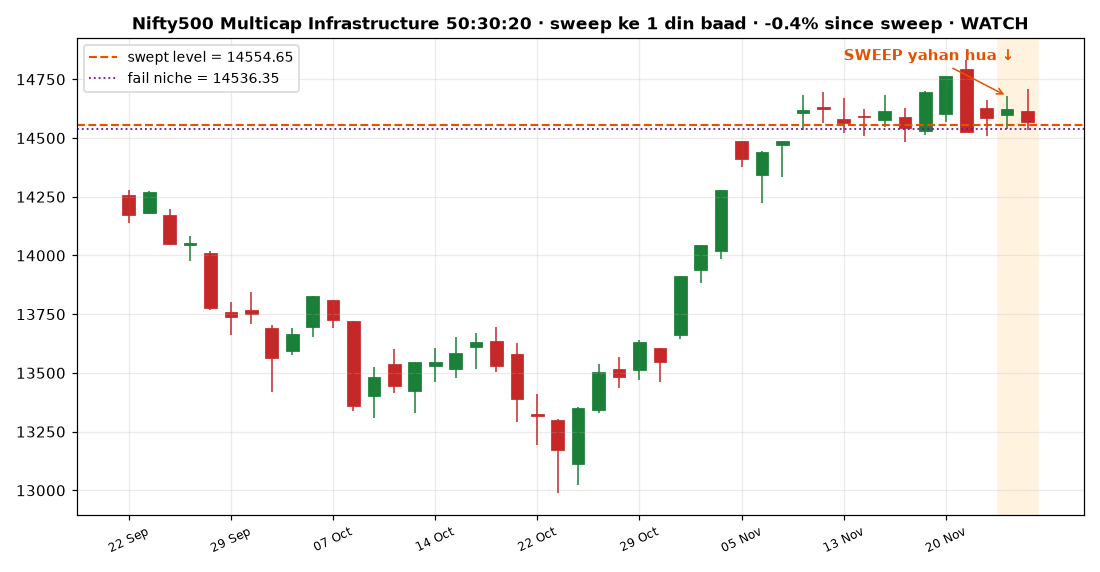 Nifty500 Multicap Infrastructure 50:30:20 · sweep ke 1 din baad · -0.4% since sweep · WATCH
swept level = 14554.65
fail niche = 14536.35
SWEEP yahan hua ↓
14750
14500
14250
14000
13750
13500
13250
13000
22 Sep
29 Sep
07 Oct
14 Oct
22 Oct
29 Oct
05 Nov
13 Nov
20 Nov